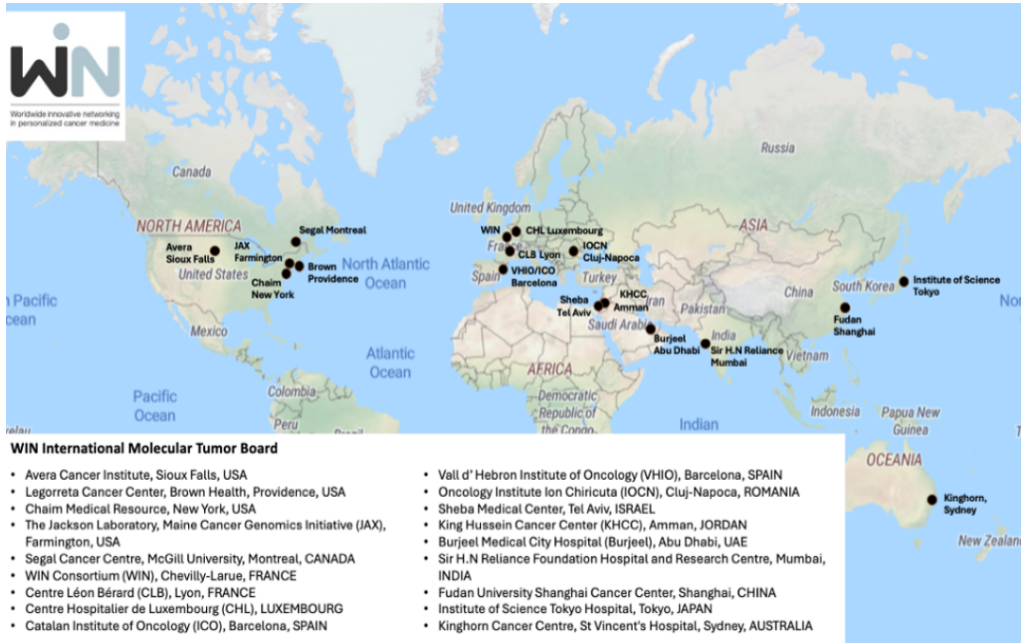 WIN
Worldwide innovative networking
in personalized cancer medicine
Russia
Canada
United Kingdom
NORTH AMERICA
Segal Montreal
WIN
CHL Luxembourg
ASIA
Avera
Sioux Falls
JAX
Farmington
France
CLB Lyon
IOCN
Cluj-Napoca
United States
Brown
Providence
North Atlantic
Ocean
Chaim
New York
Spain
VHIO/ICO
Barcelona
Turkey
Institute of Science
Tokyo
South Korea
China
n Pacific
cean
Sheba
Tel Aviv
KHCC
Amman
Iran
Pakistan
Fudan
Shanghai
Saudi Arabia
Mexico
Burjeel
Abu Dhabi
India
Sir H.N Reliance
Mumbai
Vietnam
Atlantic
Ocean
AFRICA
Pacific
Ocean
Colombia
Democratic
Republic of
the Congo
Indian
Indonesia
Papua New
Guinea
Peru
Brazil
OCEANIA
Kinghorn,
Sydney
New Zealand
WIN International Molecular Tumor Board
• Avera Cancer Institute, Sioux Falls, USA
• Legorreta Cancer Center, Brown Health, Providence, USA
• Chaim Medical Resource, New York, USA
• The Jackson Laboratory, Maine Cancer Genomics Initiative (JAX),
Farmington, USA
• Segal Cancer Centre, McGill University, Montreal, CANADA
• WIN Consortium (WIN), Chevilly-Larue, FRANCE
• Centre Léon Bérard (CLB), Lyon, FRANCE
• Centre Hospitalier de Luxembourg (CHL), LUXEMBOURG
• Catalan Institute of Oncology (ICO), Barcelona, SPAIN
• Vall d' Hebron Institute of Oncology (VHIO), Barcelona, SPAIN
• Oncology Institute Ion Chiricuta (IOCN), Cluj-Napoca, ROMANIA
• Sheba Medical Center, Tel Aviv, ISRAEL
• King Hussein Cancer Center (KHCC), Amman, JORDAN
• Burjeel Medical City Hospital (Burjeel), Abu Dhabi, UAE
• Sir H.N Reliance Foundation Hospital and Research Centre, Mumbai,
INDIA
• Fudan University Shanghai Cancer Center, Shanghai, CHINA
• Institute of Science Tokyo Hospital, Tokyo, JAPAN
• Kinghorn Cancer Centre, St Vincent's Hospital, Sydney, AUSTRALIA